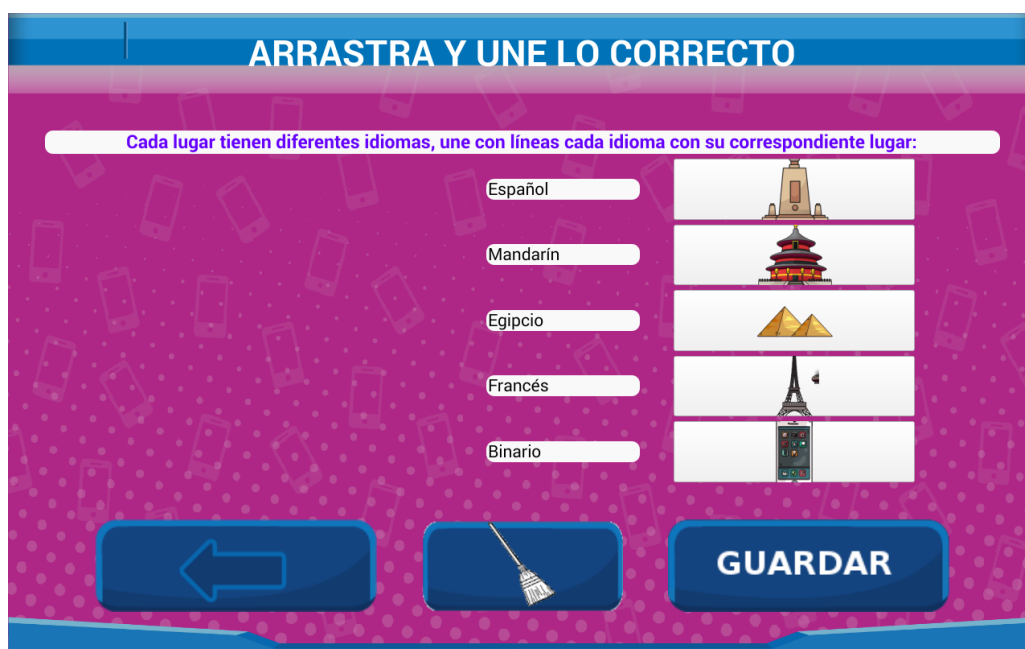 ARRASTRA Y UNE LO CORRECTO
Cada lugar tienen diferentes idiomas, une con líneas cada idioma con su correspondiente lugar:
Español
Mandarín
Egipcio
Francés
Binario
GUARDAR